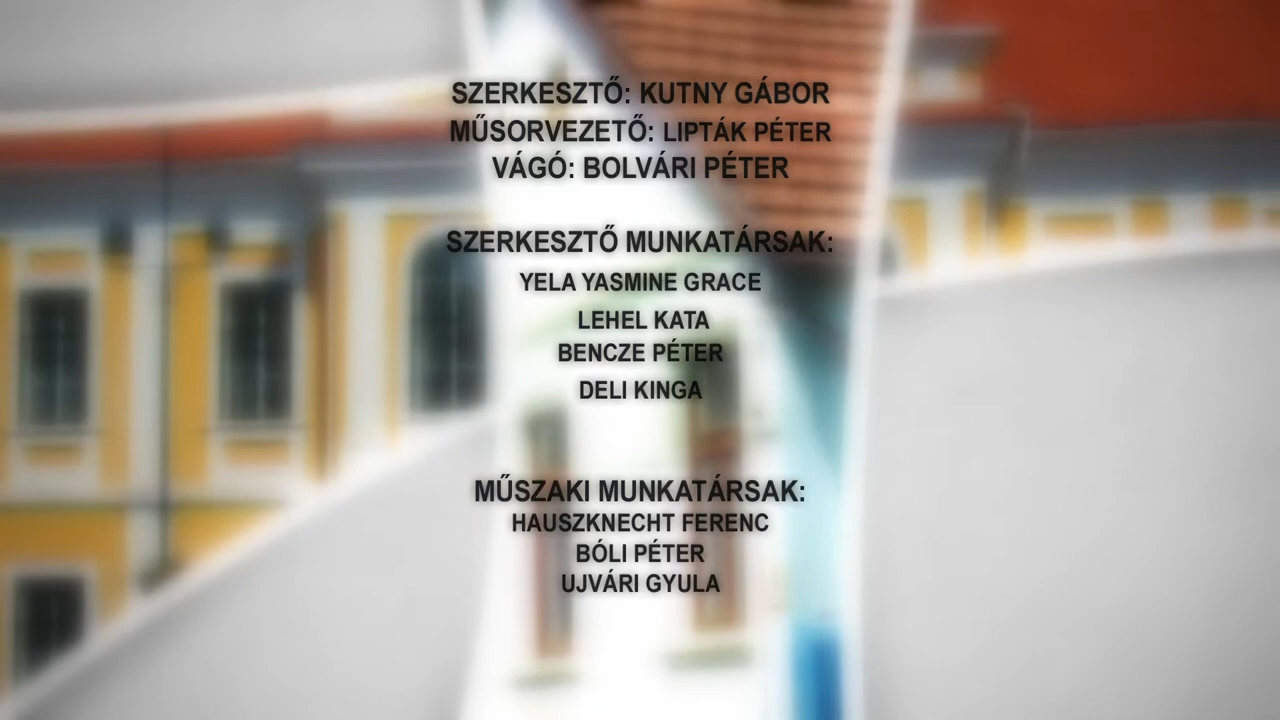 SZERKESZTŐ: KUTNY GÁBOR
MŰSORVEZETŐ: LIPTÁK PÉTER
VÁGÓ: BOLVÁRI PÉTER
SZERKESZTŐ MUNKATÁRSAK:
YELA YASMINE GRACE
LEHEL KATA
BENCZE PÉTER
DELI KINGA
MŰSZAKI MUNKATÁRSAK:
HAUSZKNECHT FERENC
BÓLI PÉTER
UJVÁRI GYULA